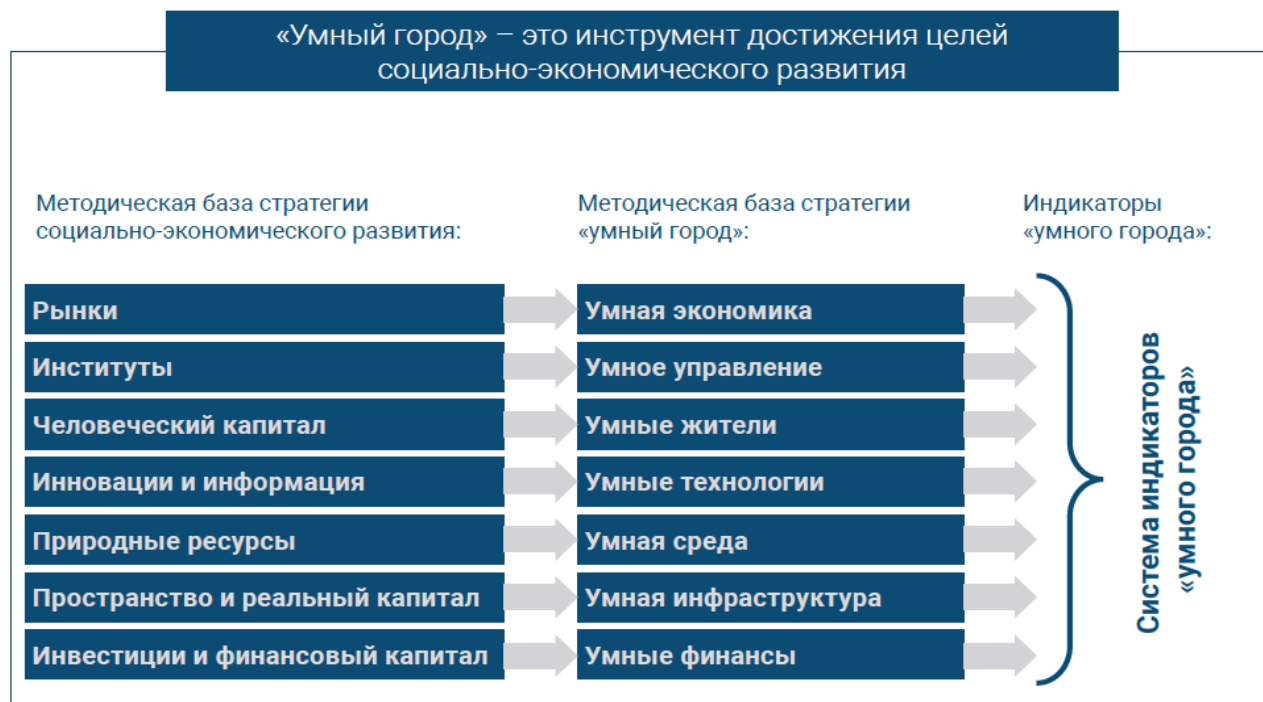 «Умный город» – это инструмент достижения целей
социально-экономического развития
Методическая база стратегии
социально-экономического развития:
Методическая база стратегии
«умный город»:
Индикаторы
«умного города»:
Рынки
Умная экономика
Институты
Умное управление
Человеческий капитал
Умные жители
Инновации и информация
Умные технологии
Природные ресурсы
Умная среда
Пространство и реальный капитал
Умная инфраструктура
Инвестиции и финансовый капитал
Умные финансы
Система индикаторов
«умного города»